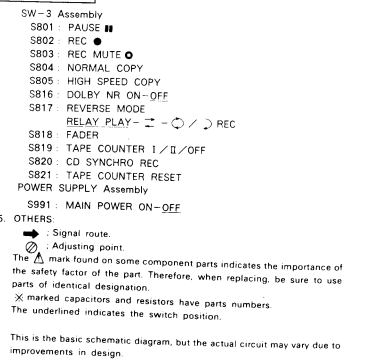 SW-3 Assembly
S801 : PAUSE ▮▮
S802 : REC ●
S803 : REC MUTE ○
S804 : NORMAL COPY
S805 : HIGH SPEED COPY
S816 : DOLBY NR ON-OFF
S817 : REVERSE MODE
RELAY PLAY- ⇄ - / REC
S818 : FADER
S819 : TAPE COUNTER Ⅰ/Ⅱ/OFF
S820 : CD SYNCHRO REC
S821 : TAPE COUNTER RESET
POWER SUPPLY Assembly
S991 : MAIN POWER ON-OFF
5. OTHERS:
➡ ; Signal route.
⊘ ; Adjusting point.
The ⚠ mark found on some component parts indicates the importance of
the safety factor of the part. Therefore, when replacing, be sure to use
parts of identical designation.
※ marked capacitors and resistors have parts numbers.
The underlined indicates the switch position.
This is the basic schematic diagram, but the actual circuit may vary due to
improvements in design.